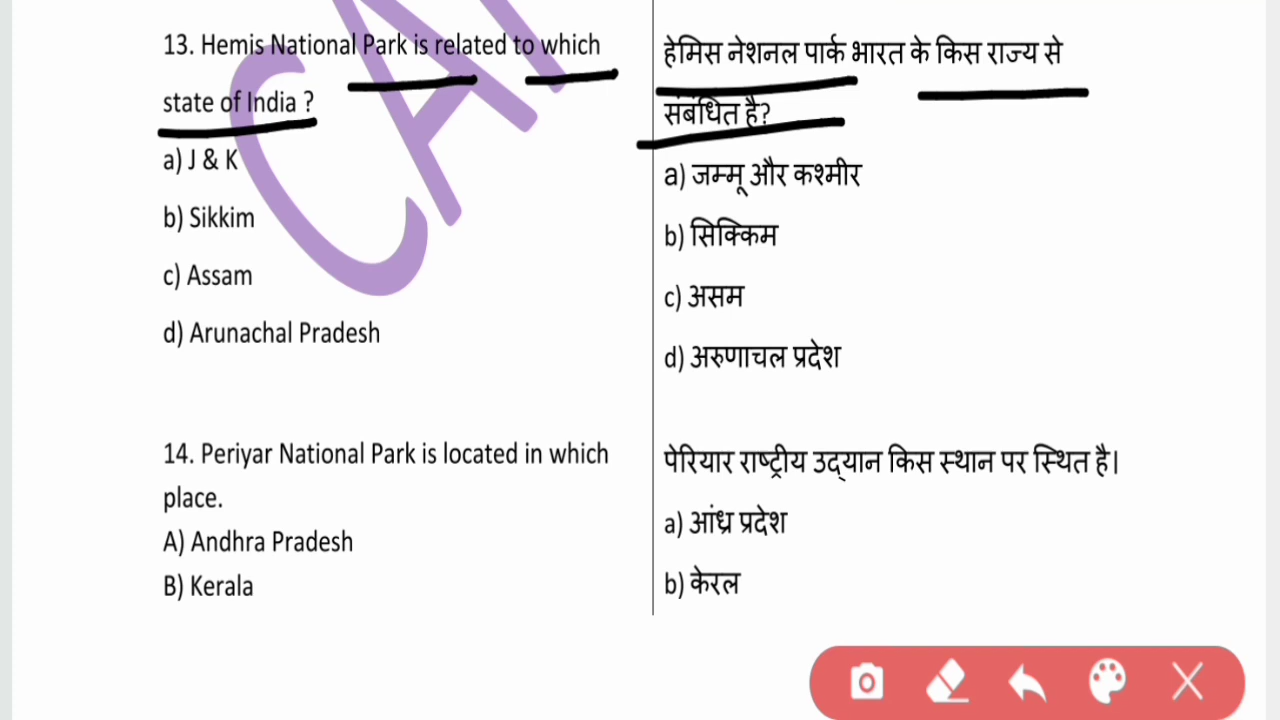 13. Hemis National Park is related to which
state of India ?
a) J & K
b) Sikkim
c) Assam
d) Arunachal Pradesh
14. Periyar National Park is located in which
place.
A) Andhra Pradesh
B) Kerala
हेमिस नेशनल पार्क भारत के किस राज्य से
संबंधित है?
a) जम्मू और कश्मीर
b) सिक्किम
c) असम
d) अरुणाचल प्रदेश
पेरियार राष्ट्रीय उद्यान किस स्थान पर स्थित है।
a) आंध्र प्रदेश
b) केरल